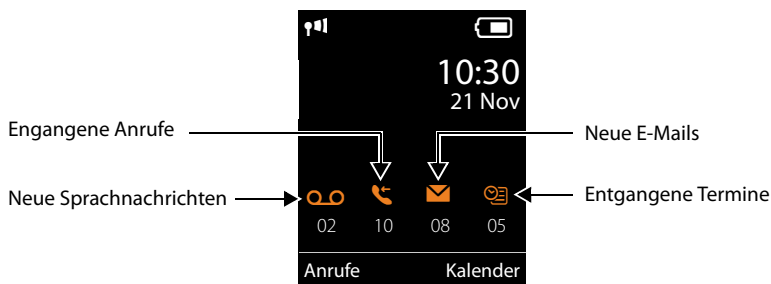 10:30
21 Nov
Engangene Anrufe
Neue E-Mails
Neue Sprachnachrichten
Entgangene Termine
02 10 08 05
Anrufe Kalender